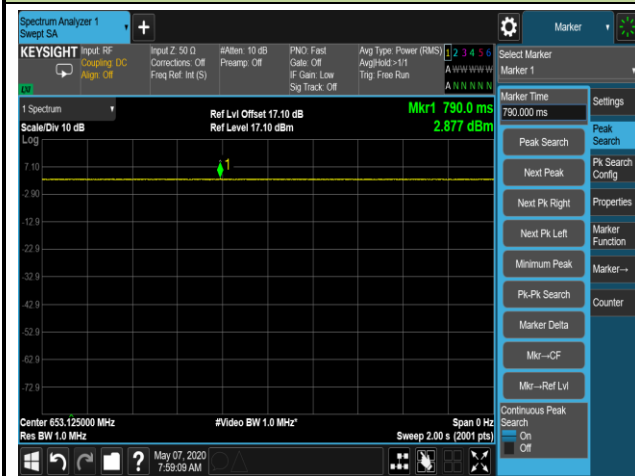 Spectrum Analyzer 1
Swept SA
Marker
KEYSIGHT
Input: RF
Coupling: DC
Align: Off
Input Z: 50 Ω
Corrections: Off
Freq Ref: Int (S)
#Atten: 10 dB
Preamp: Off
PNO: Fast
Gate: Off
IF Gain: Low
Sig Track: Off
Avg Type: Power (RMS)
Avg|Hold >1/1
Trig: Free Run
1 2 3 4 5 6
A W W W W W
A N N N N N
LXI
1 Spectrum
Scale/Div 10 dB
Log
Ref Lvl Offset 17.10 dB
Ref Level 17.10 dBm
Mkr1 790.0 ms
2.877 dBm
1
7.10
-2.90
-12.9
-22.9
-32.9
-42.9
-52.9
-62.9
-72.9
Center 653.125000 MHz
Res BW 1.0 MHz
#Video BW 1.0 MHz*
Span 0 Hz
Sweep 2.00 s (2001 pts)
Select Marker
Marker 1
Marker Time
790.000 ms
Peak Search
Next Peak
Next Pk Right
Next Pk Left
Minimum Peak
Pk-Pk Search
Marker Delta
Mkr→CF
Mkr→Ref Lvl
Continuous Peak
Search
On
Off
Settings
Peak
Search
Pk Search
Config
Properties
Marker
Function
Marker→
Counter
?
May 07, 2020
7:59:09 AM